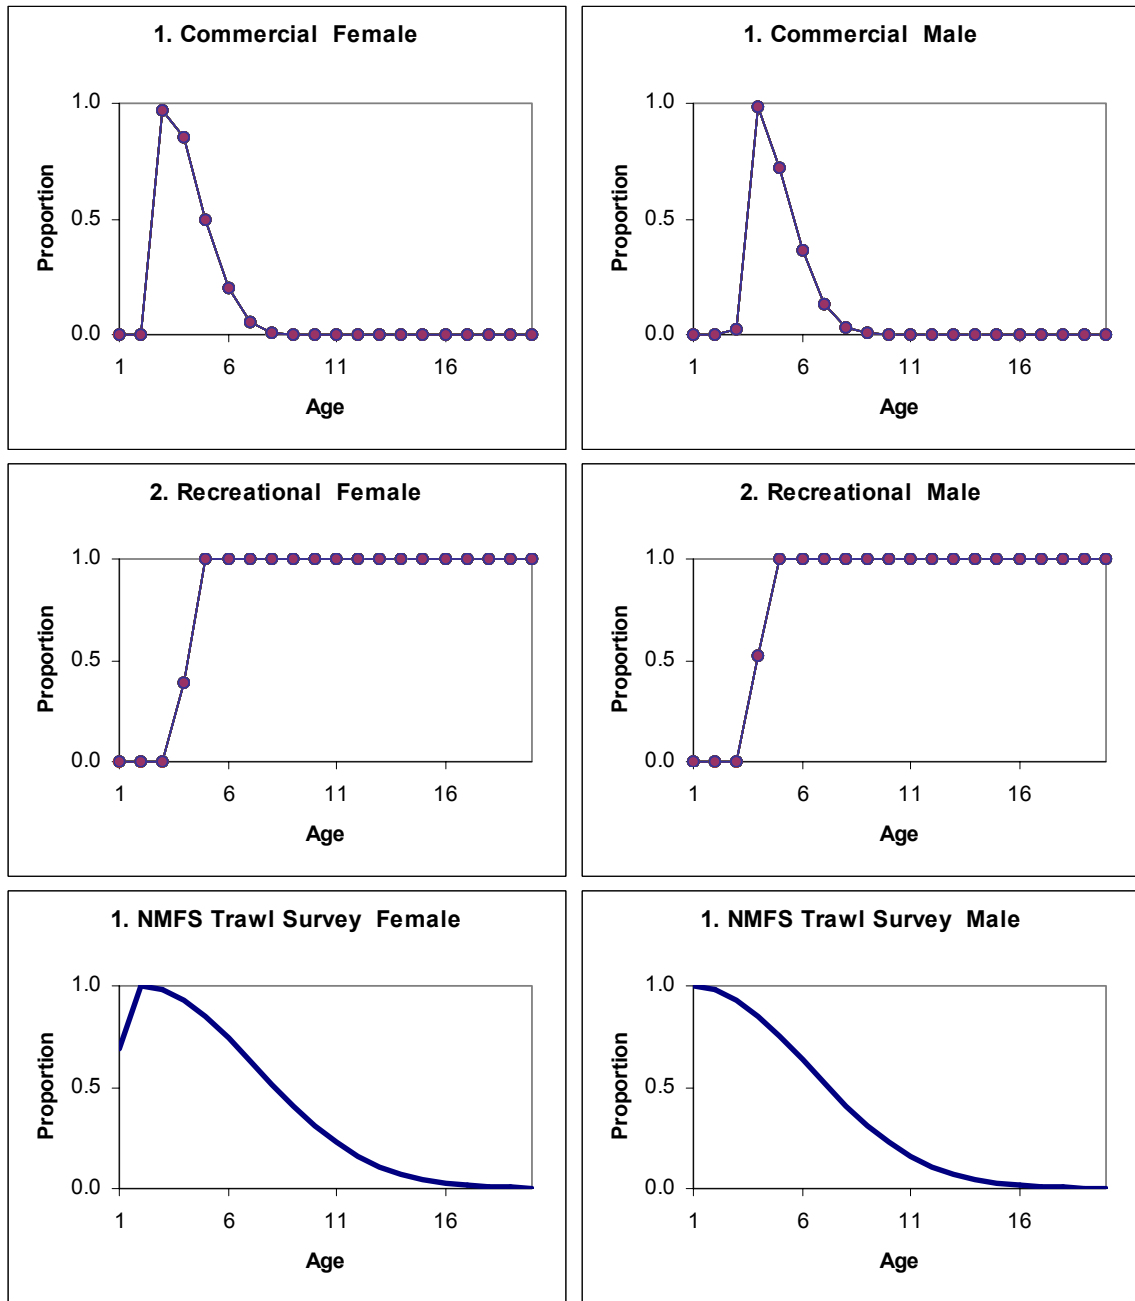 1. Commercial Female
1.0
0.5
0.0
Proportion
1 6 11 16
Age
1. Commercial Male
1.0
0.5
0.0
Proportion
1 6 11 16
Age
2. Recreational Female
1.0
0.5
0.0
Proportion
1 6 11 16
Age
2. Recreational Male
1.0
0.5
0.0
Proportion
1 6 11 16
Age
1. NMFS Trawl Survey Female
1.0
0.5
0.0
Proportion
1 6 11 16
Age
1. NMFS Trawl Survey Male
1.0
0.5
0.0
Proportion
1 6 11 16
Age